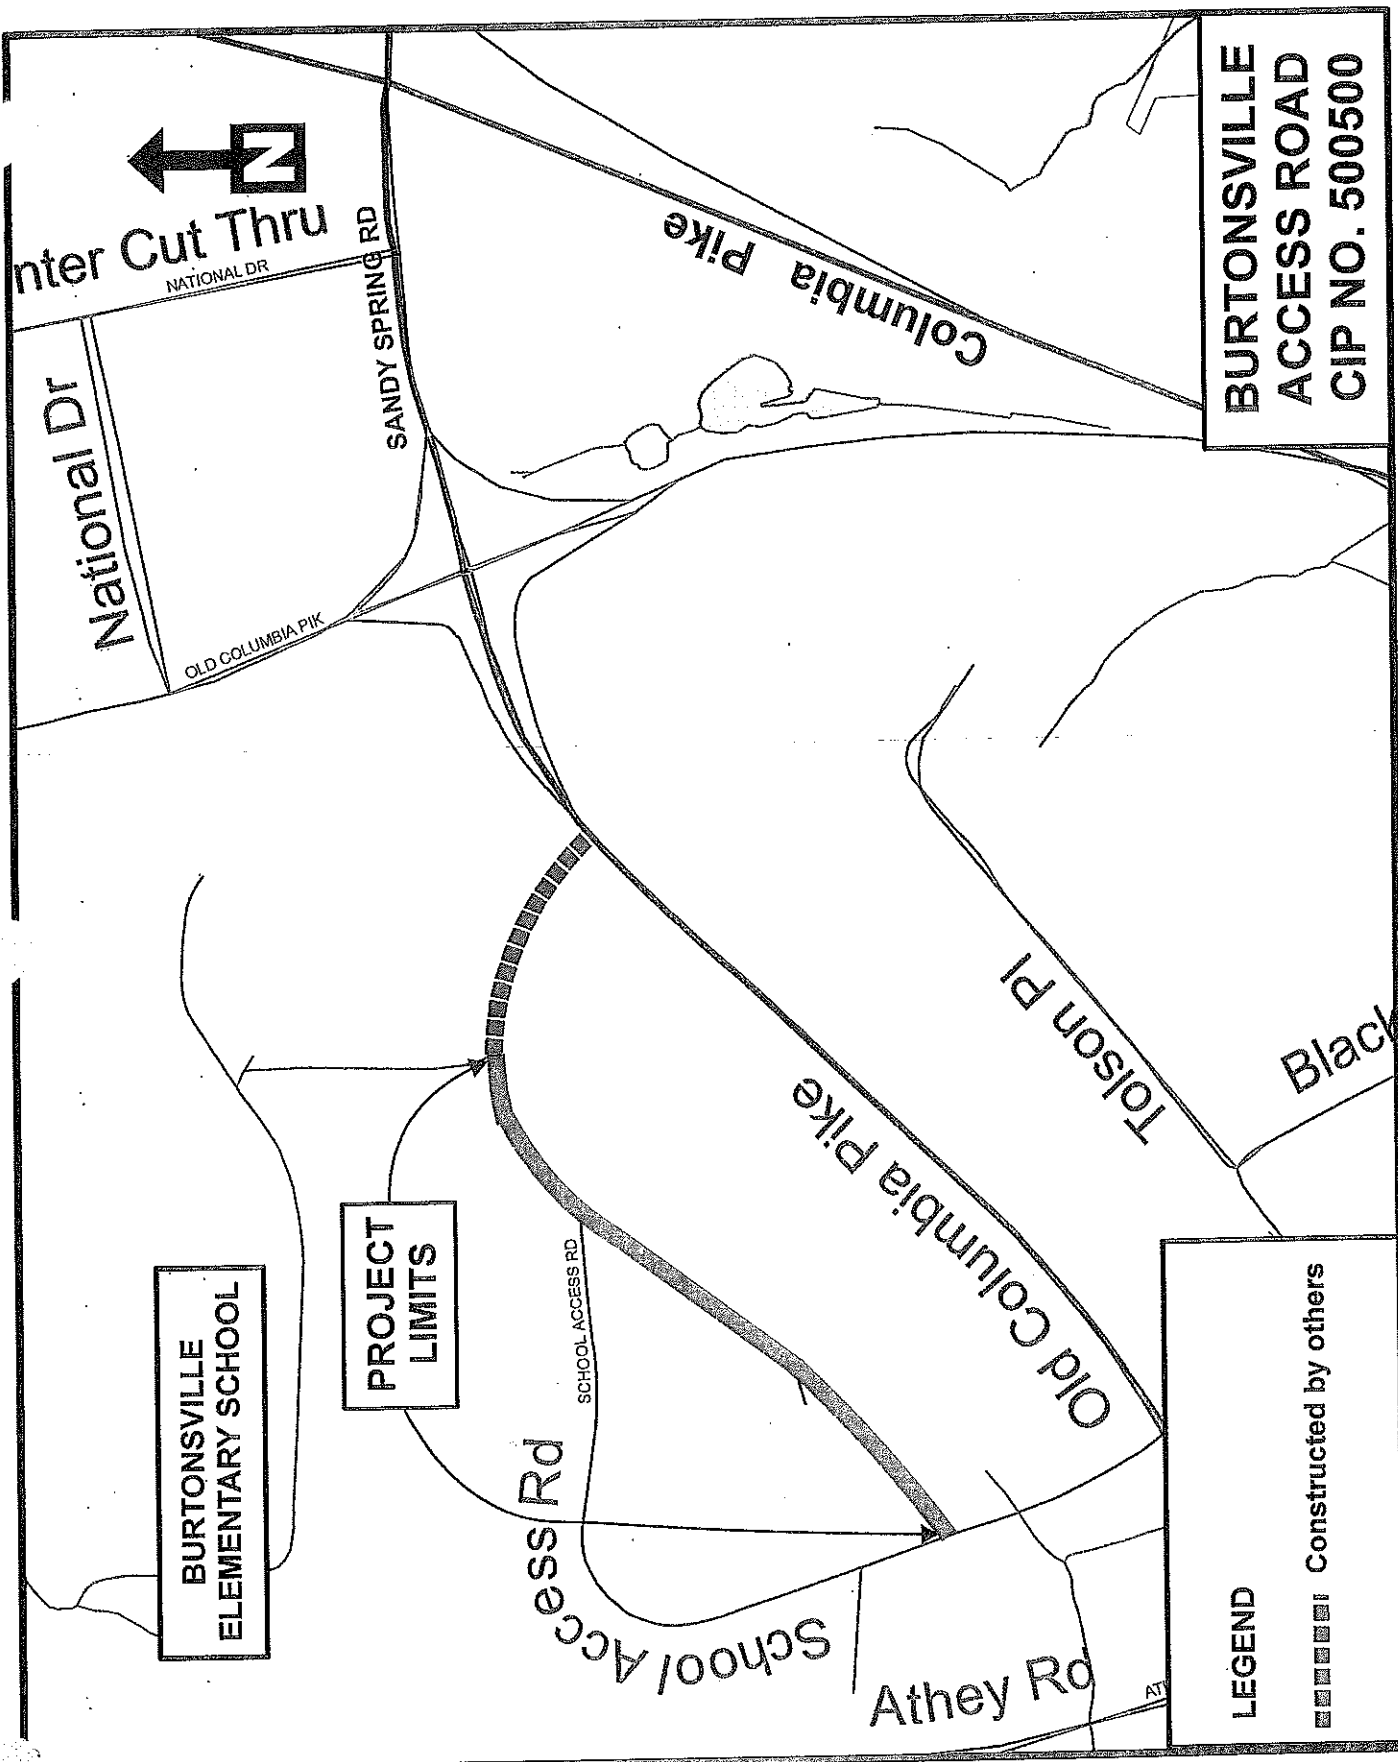 nter Cut Thru
NATIONAL DR
N
National Dr
SANDY SPRING RD
OLD COLUMBIA PIK
Columbia Pike
BURTONSVILLE
ACCESS ROAD
CIP NO. 500500
BURTONSVILLE
ELEMENTARY SCHOOL
PROJECT
LIMITS
SCHOOL ACCESS RD
School Access Rd
Old Columbia Pike
Tolson Pl
Black
Athey Rd
AT
LEGEND
Constructed by others